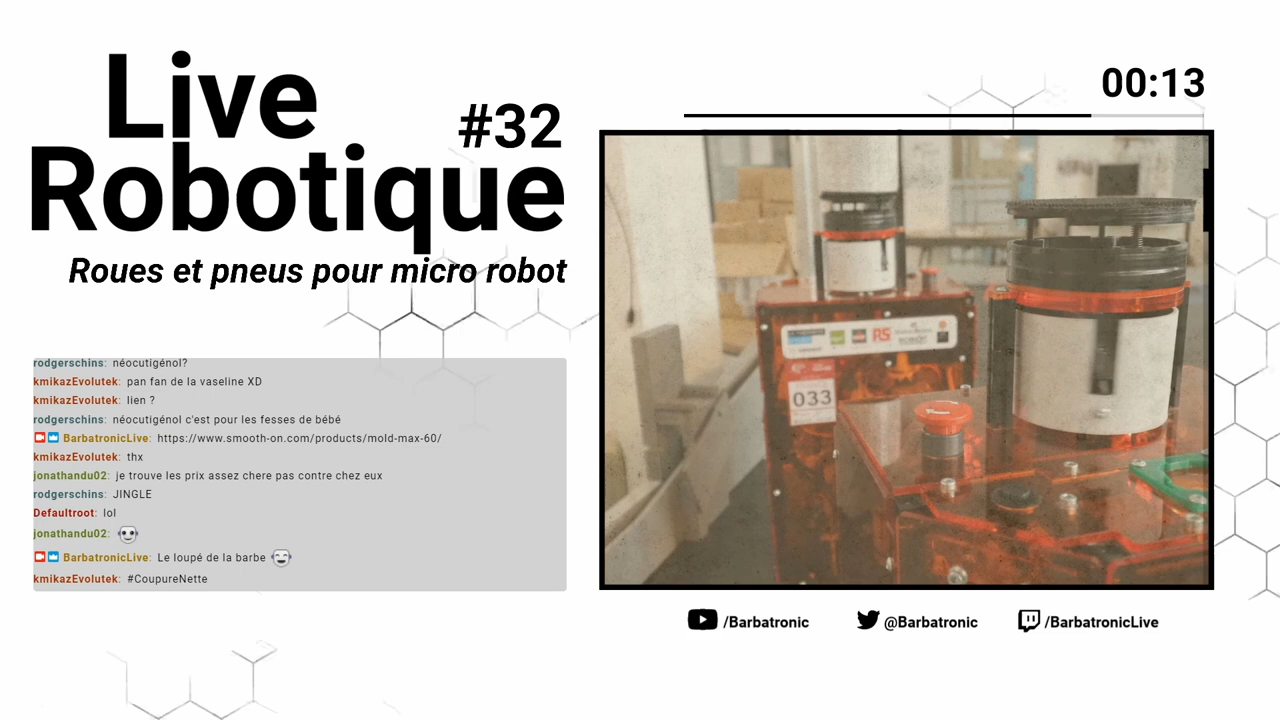 Live
Robotique
#32
Roues et pneus pour micro robot
rodgerschins: néocutigénol?
kmikazEvolutek: pan fan de la vaseline XD
kmikazEvolutek: lien ?
rodgerschins: néocutigénol c'est pour les fesses de bébé
BarbatronicLive: https://www.smooth-on.com/products/mold-max-60/
kmikazEvolutek: thx
jonathandu02: je trouve les prix assez chere pas contre chez eux
rodgerschins: JINGLE
Defaultroot: lol
jonathandu02:
BarbatronicLive: Le loupé de la barbe
kmikazEvolutek: #CoupureNette
00:13
RS
033
/Barbatronic
@Barbatronic
/BarbatronicLive